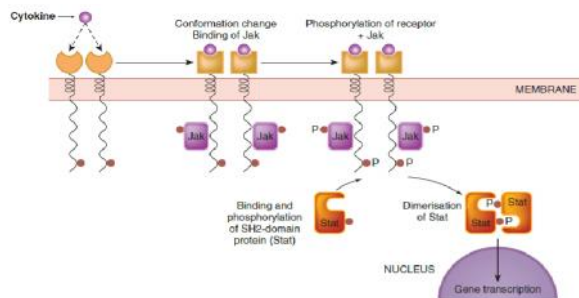 Cytokine
Conformation change
Binding of Jak
Phosphorylation of receptor
+ Jak
MEMBRANE
Jak
Jak
P
Jak
Jak
P
P
P
Binding and
phosphorylation
of SH2-domain
protein (Stat)
Stat
Dimerisation
of Stat
P
Stat
Stat
P
NUCLEUS
Gene transcription